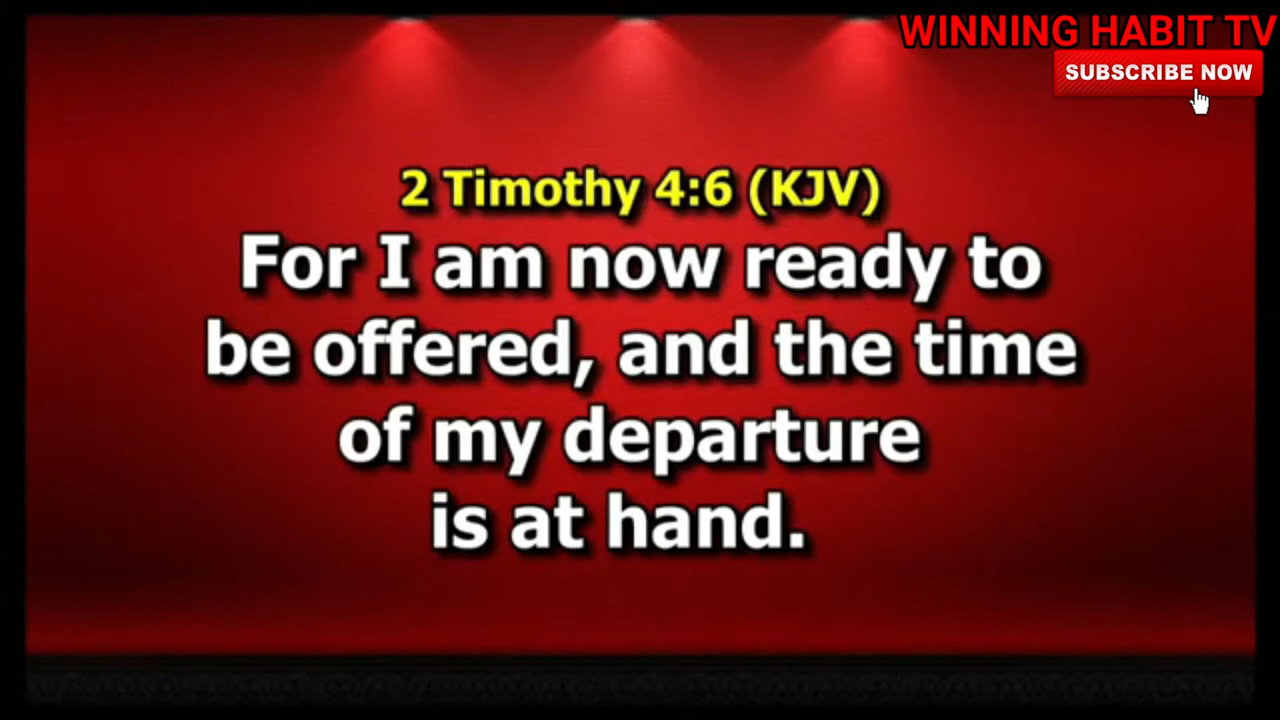 WINNING HABIT TV
SUBSCRIBE NOW
2 Timothy 4:6 (KJV)
For I am now ready to
be offered, and the time
of my departure
is at hand.